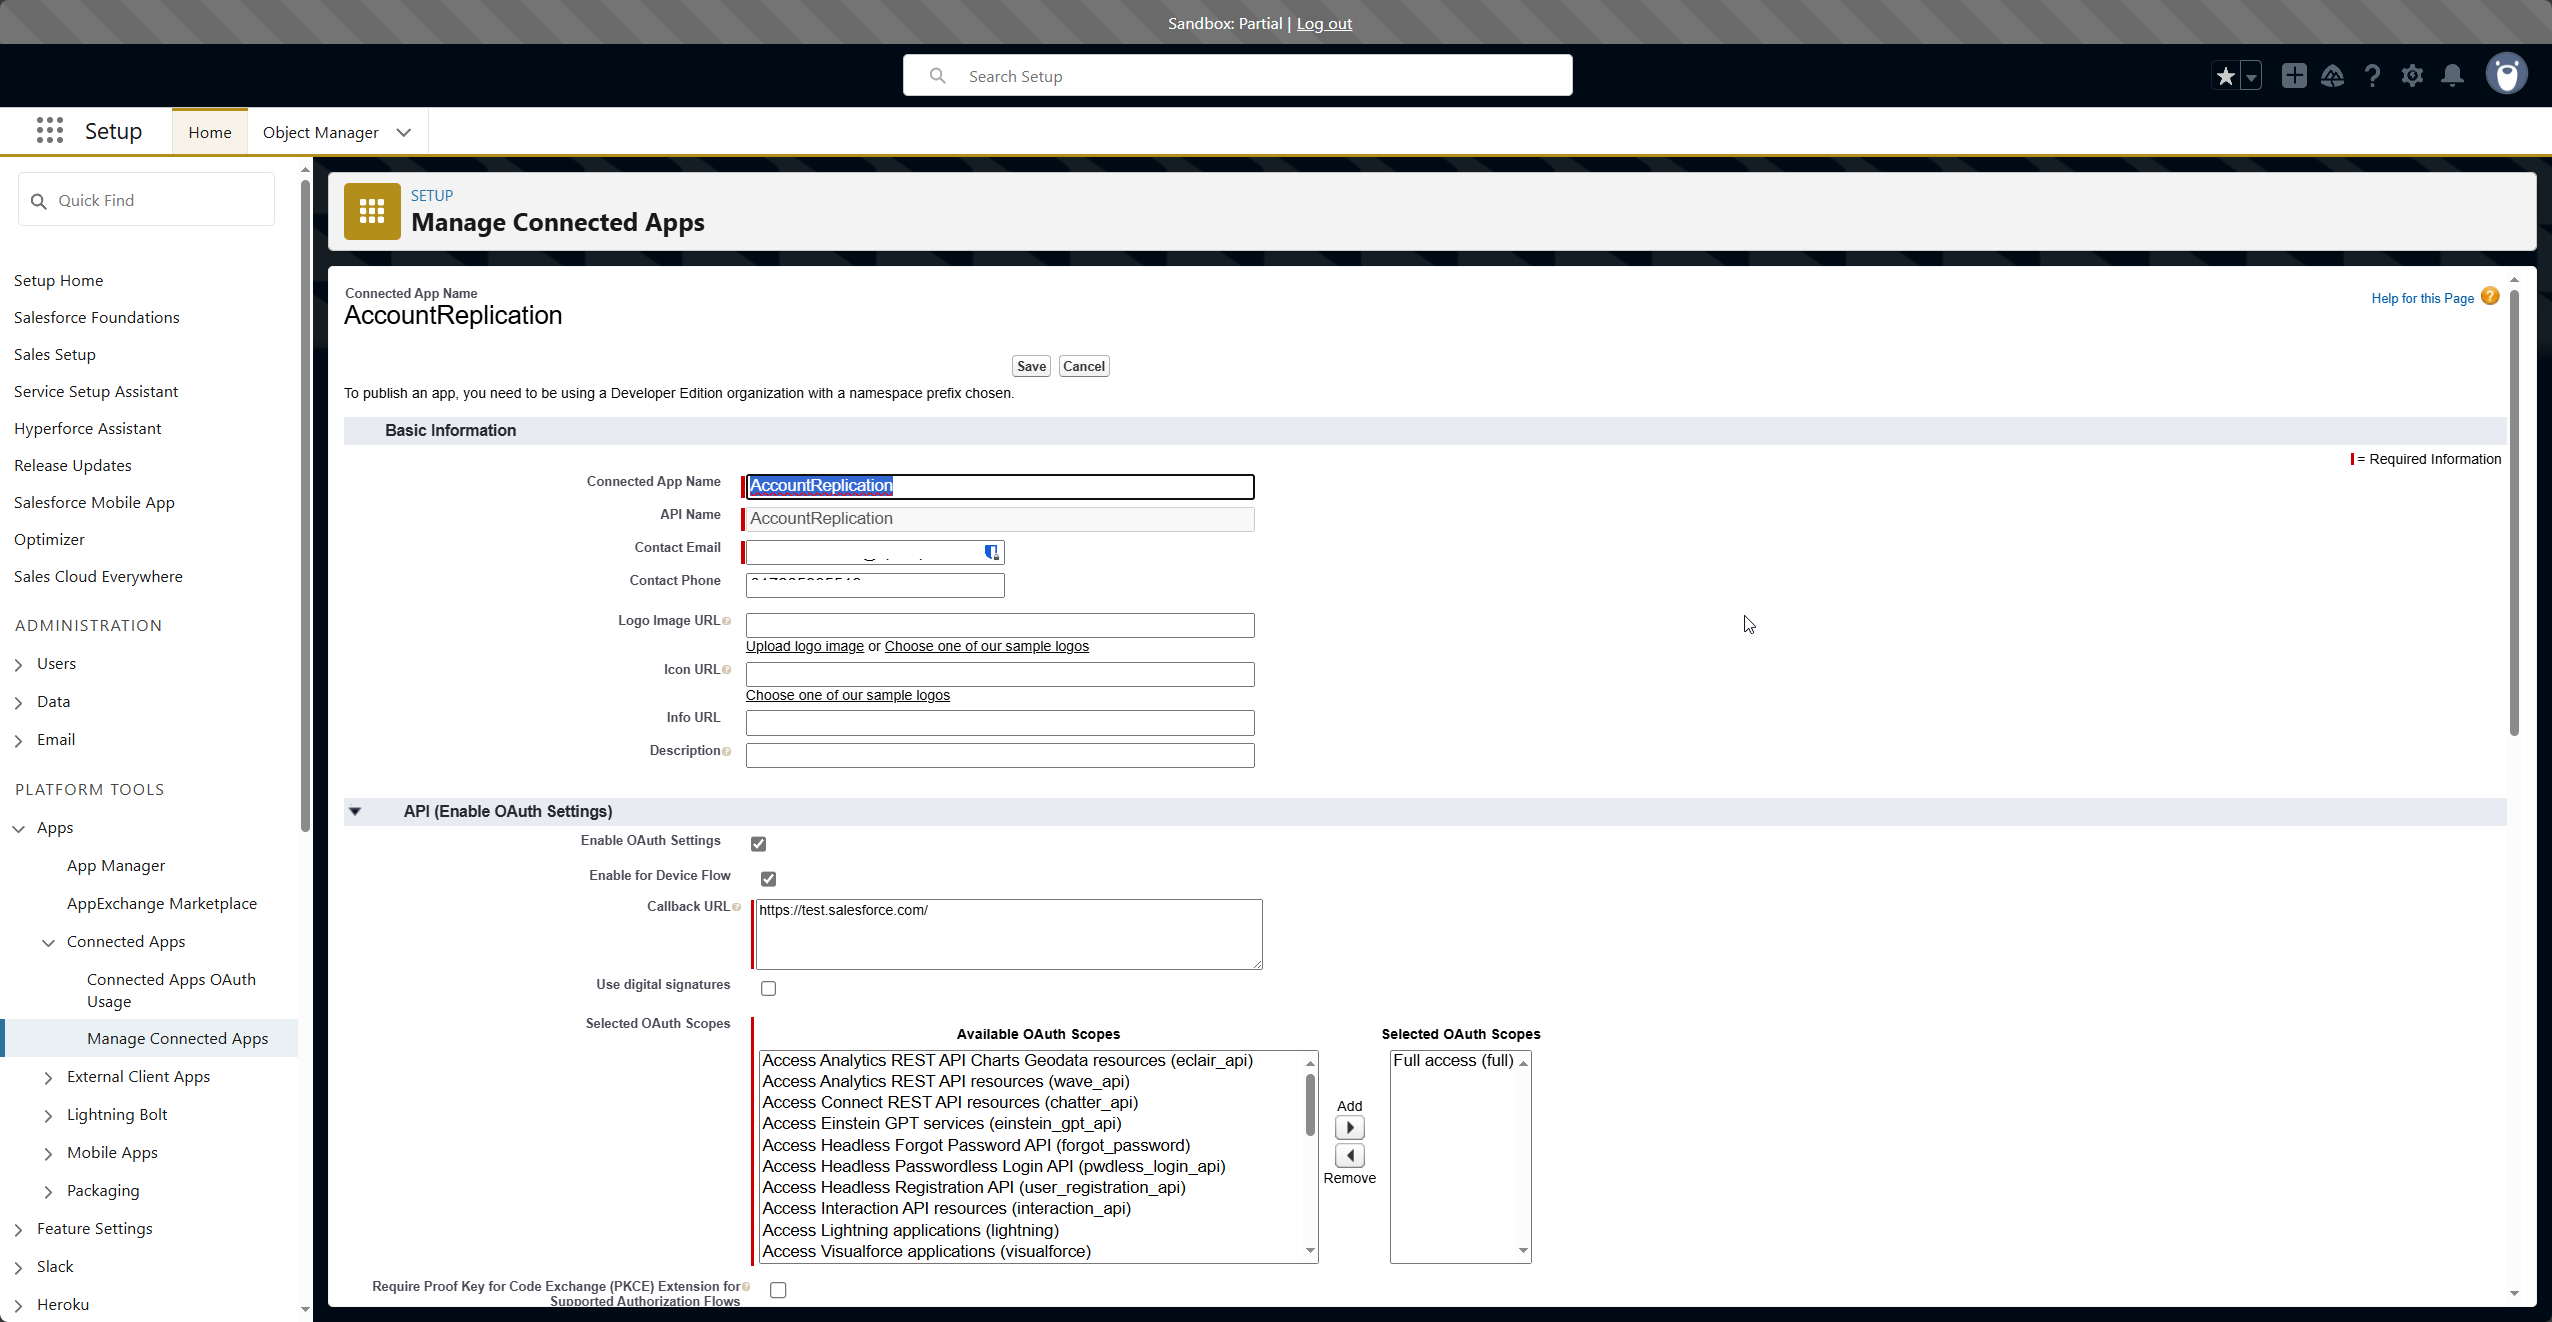 Sandbox: Partial | Log out
Search Setup
Setup
Home
Object Manager
Quick Find
Setup Home
Salesforce Foundations
Sales Setup
Service Setup Assistant
Hyperforce Assistant
Release Updates
Salesforce Mobile App
Optimizer
Sales Cloud Everywhere
ADMINISTRATION
Users
Data
Email
PLATFORM TOOLS
Apps
App Manager
AppExchange Marketplace
Connected Apps
Connected Apps OAuth
Usage
Manage Connected Apps
External Client Apps
Lightning Bolt
Mobile Apps
Packaging
Feature Settings
Slack
Heroku
SETUP
Manage Connected Apps
Connected App Name
AccountReplication
Help for this Page
Save Cancel
To publish an app, you need to be using a Developer Edition organization with a namespace prefix chosen.
Basic Information
= Required Information
Connected App Name AccountReplication
API Name AccountReplication
Contact Email
Contact Phone
Logo Image URL
Upload logo image or Choose one of our sample logos
Icon URL
Choose one of our sample logos
Info URL
Description
API (Enable OAuth Settings)
Enable OAuth Settings
Enable for Device Flow
Callback URL https://test.salesforce.com/
Use digital signatures
Selected OAuth Scopes
Available OAuth Scopes
Access Analytics REST API Charts Geodata resources (eclair_api)
Access Analytics REST API resources (wave_api)
Access Connect REST API resources (chatter_api)
Access Einstein GPT services (einstein_gpt_api)
Access Headless Forgot Password API (forgot_password)
Access Headless Passwordless Login API (pwdless_login_api)
Access Headless Registration API (user_registration_api)
Access Interaction API resources (interaction_api)
Access Lightning applications (lightning)
Access Visualforce applications (visualforce)
Add
Remove
Selected OAuth Scopes
Full access (full)
Require Proof Key for Code Exchange (PKCE) Extension for
Supported Authorization Flows